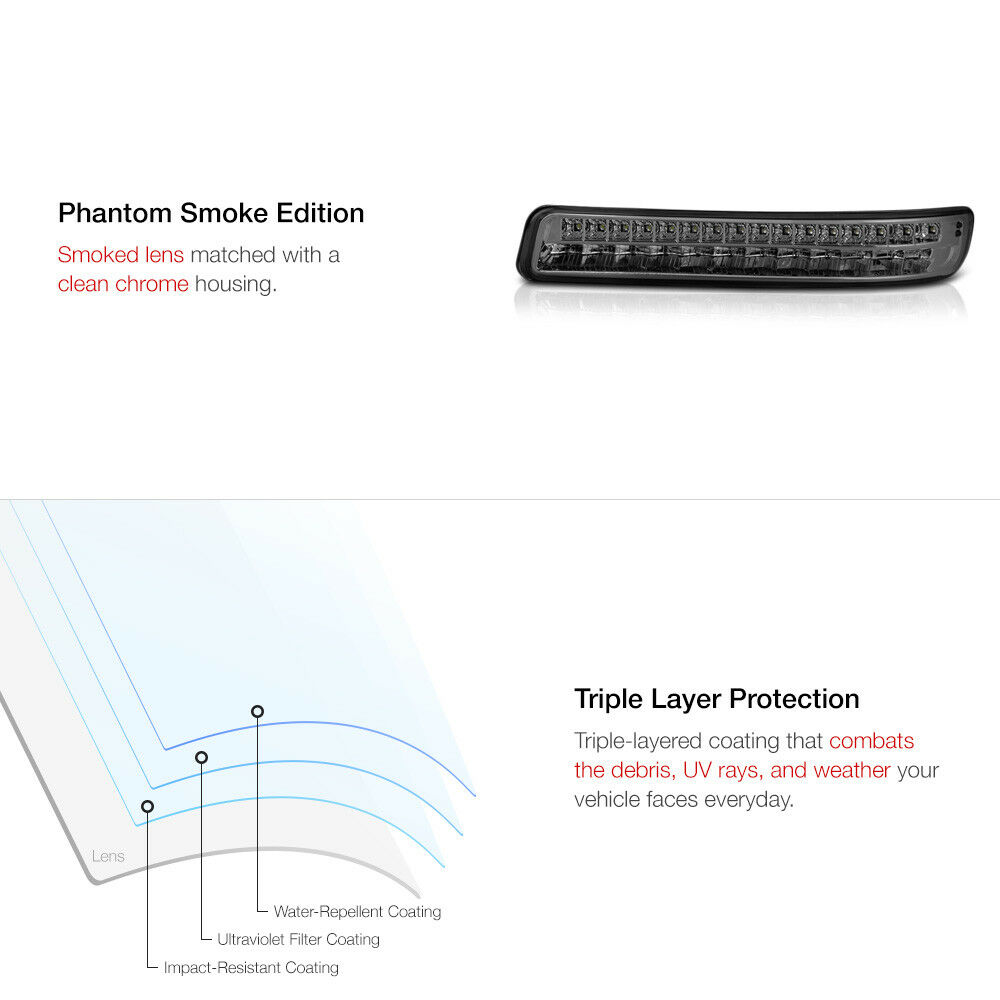 Phantom Smoke Edition
Smoked lens matched with a
clean chrome housing.
Triple Layer Protection
Triple-layered coating that combats
the debris, UV rays, and weather your
vehicle faces everyday.
Lens
Water-Repellent Coating
Ultraviolet Filter Coating
Impact-Resistant Coating